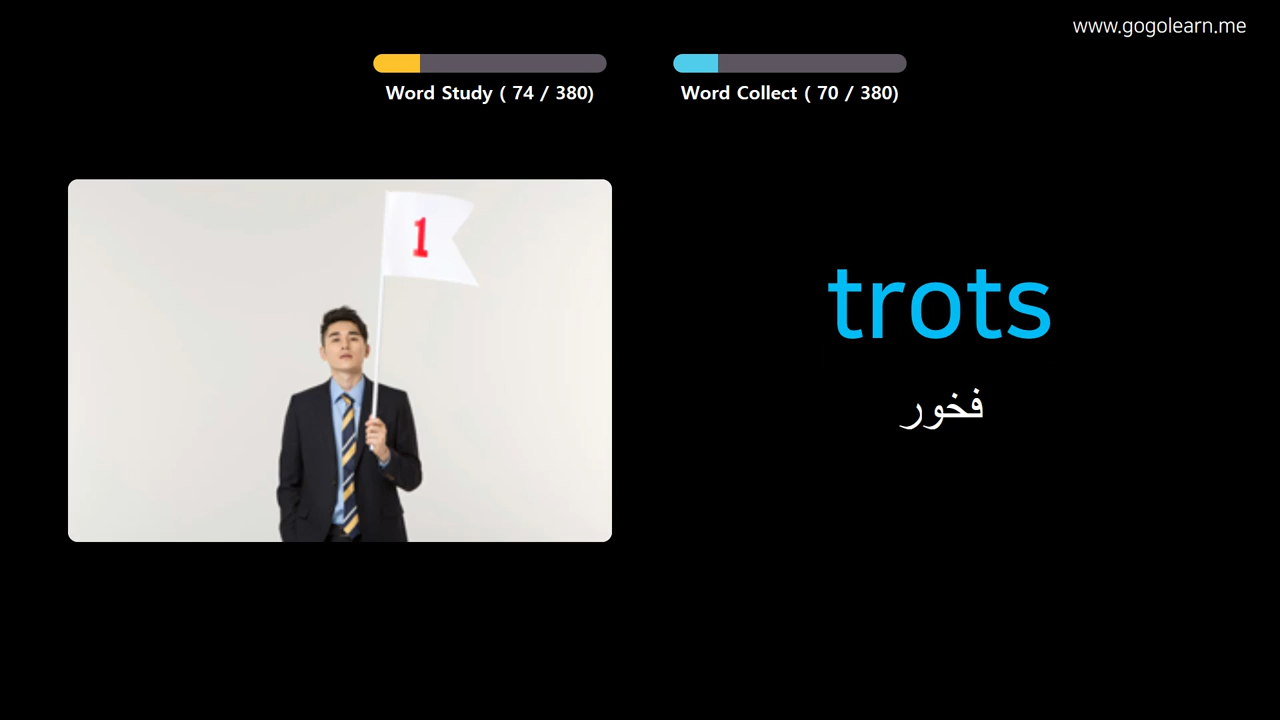 www.gogolearn.me
Word Study ( 74 / 380)
Word Collect ( 70 / 380)
1
trots
فخور